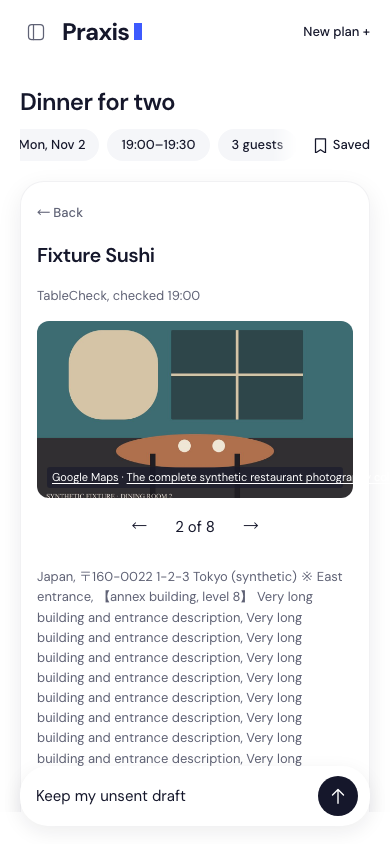 Praxis
New plan +
Dinner for two
Mon, Nov 2
19:00–19:30
3 guests
Saved
← Back
Fixture Sushi
TableCheck, checked 19:00
Google Maps · The complete synthetic restaurant photogra
SYNTHETIC FIXTURE · DINING ROOM 2
← 2 of 8 →
Japan, 〒160-0022 1-2-3 Tokyo (synthetic) ※ East
entrance, 【annex building, level 8】 Very long
building and entrance description, Very long
building and entrance description, Very long
building and entrance description, Very long
building and entrance description, Very long
building and entrance description, Very long
building and entrance description, Very long
building and entrance description, Very long
building and entrance description, Very long
Keep my unsent draft